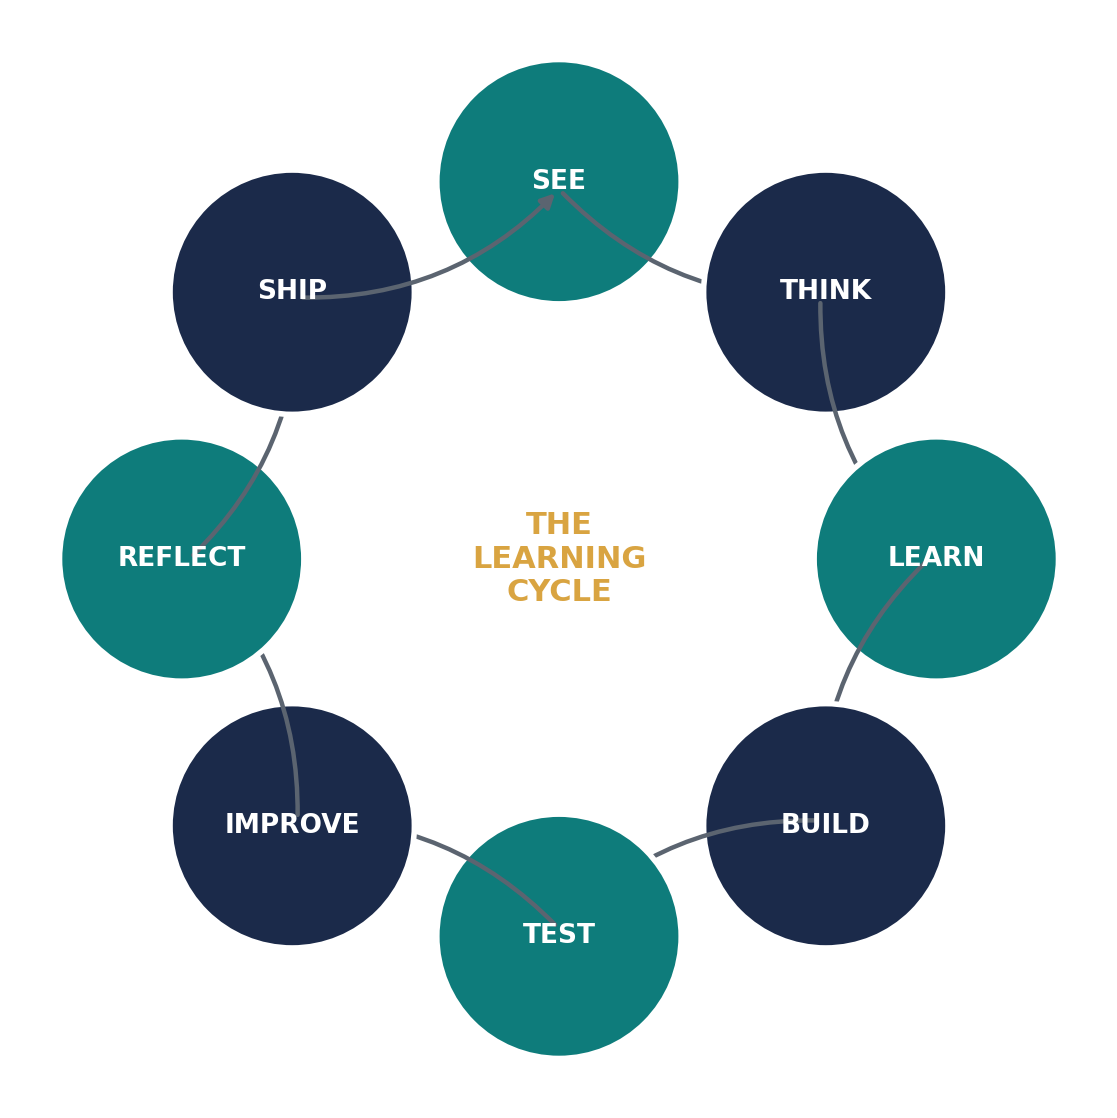 SEE
THINK
LEARN
BUILD
TEST
IMPROVE
REFLECT
SHIP
THE
LEARNING
CYCLE